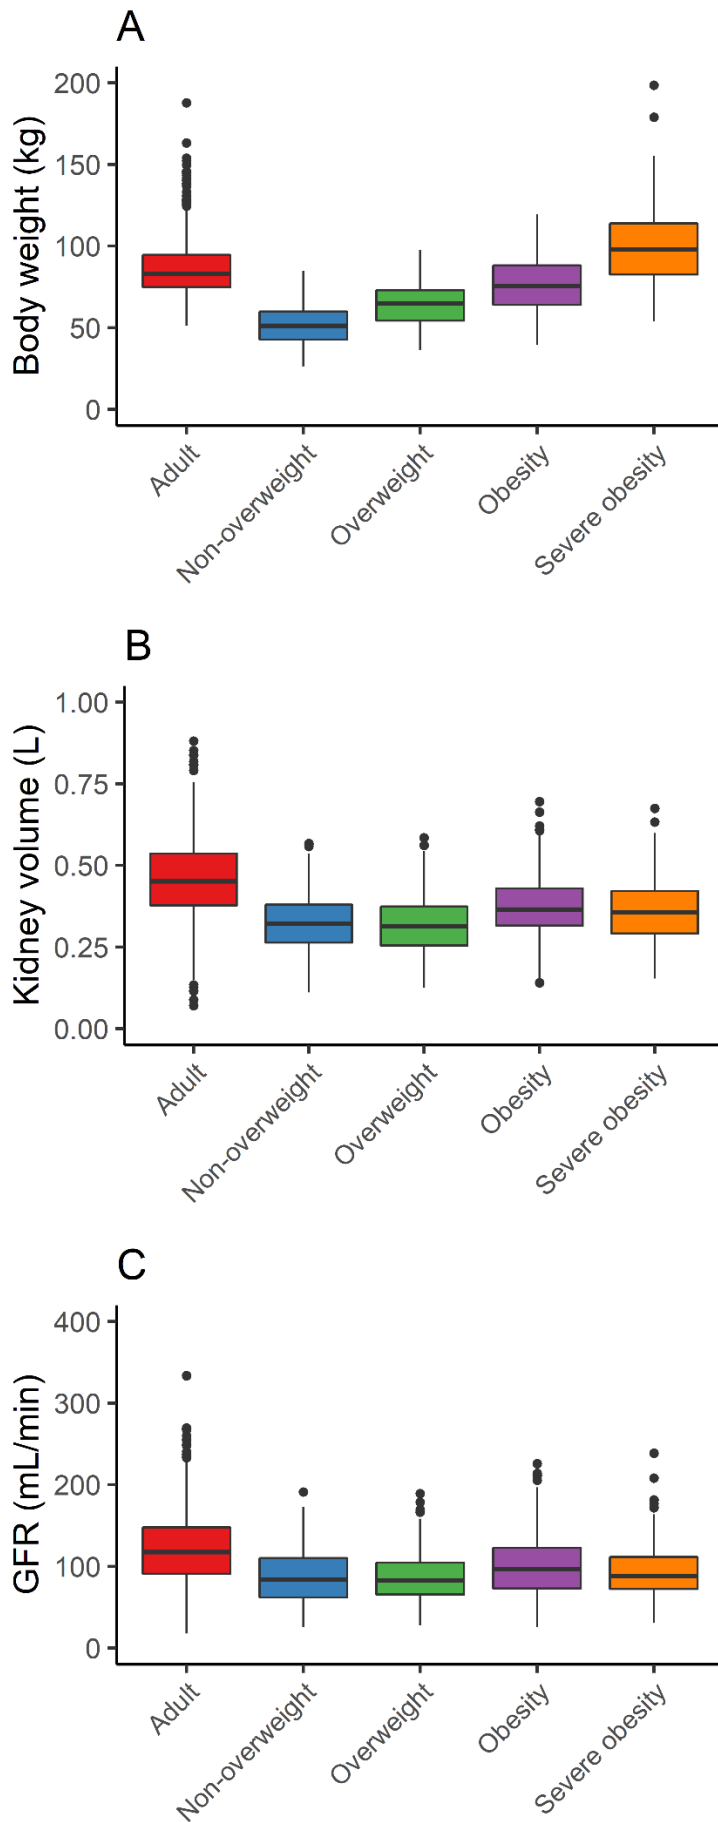 A
Body weight (kg)
200
150
100
50
0
Adult
Non-overweight
Overweight
Obesity
Severe obesity
B
Kidney volume (L)
1.00
0.75
0.50
0.25
0.00
Adult
Non-overweight
Overweight
Obesity
Severe obesity
C
GFR (mL/min)
400
300
200
100
0
Adult
Non-overweight
Overweight
Obesity
Severe obesity